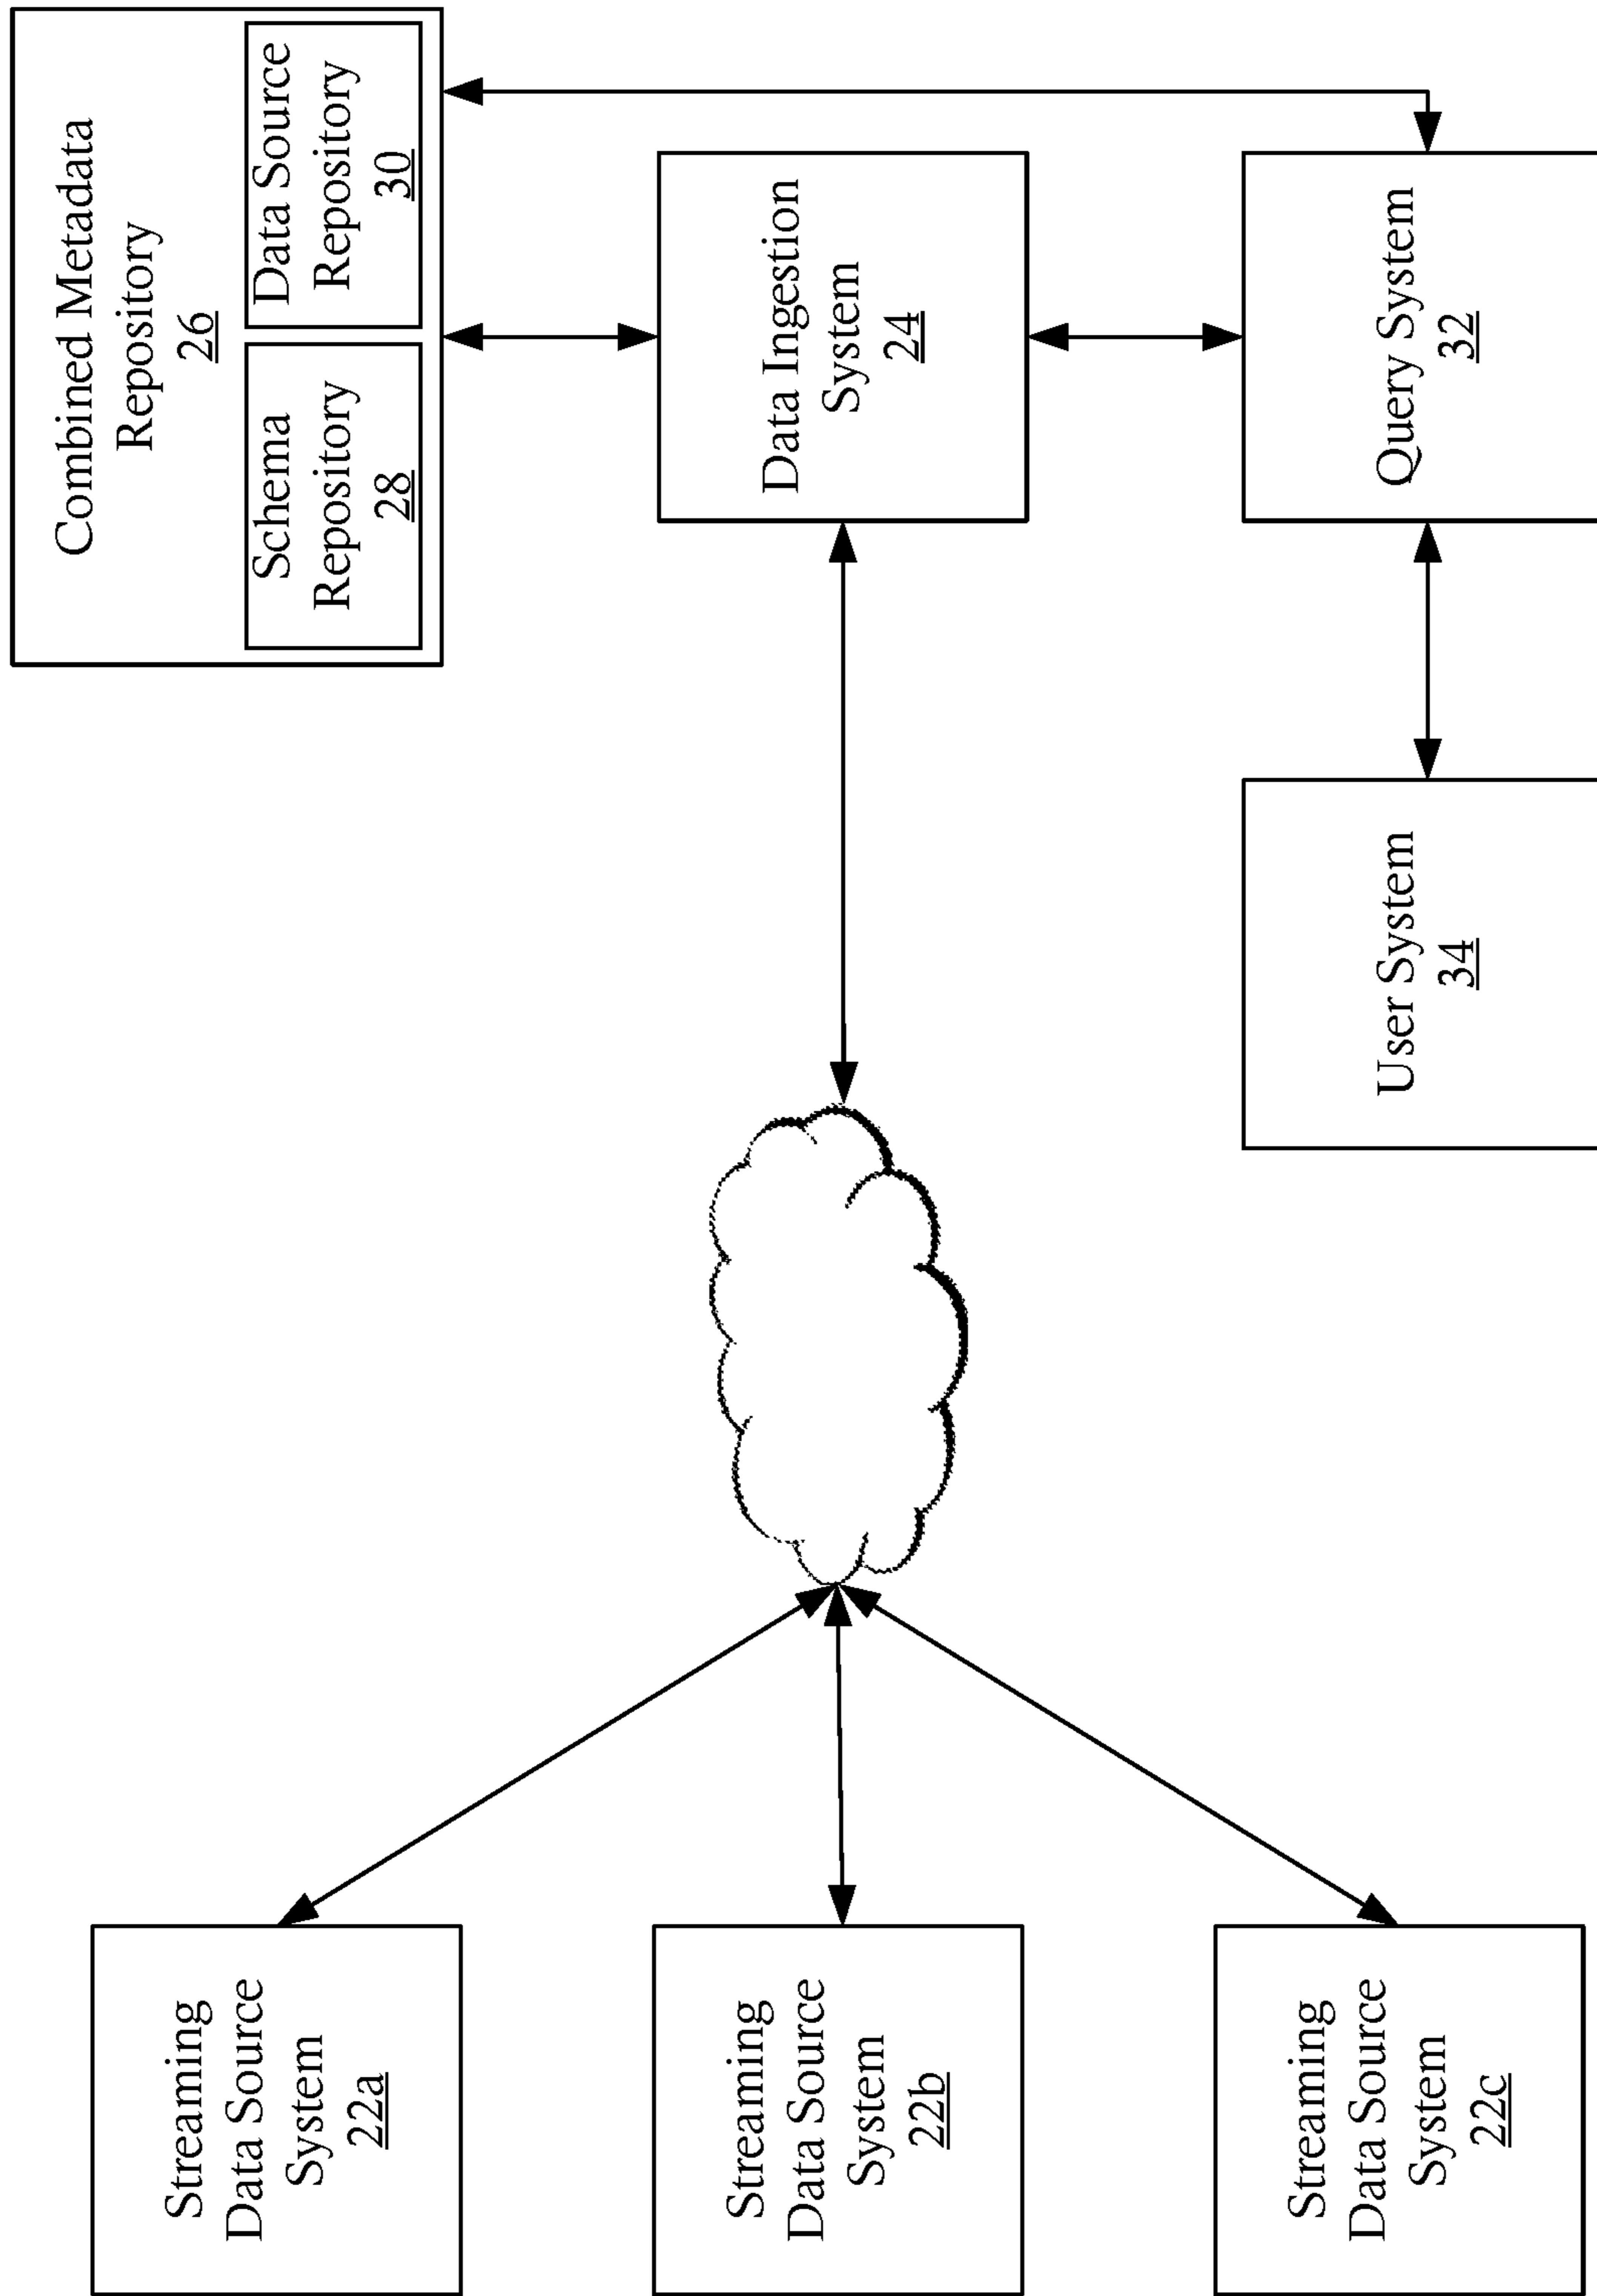 Streaming
Data Source
System
22a
Streaming
Data Source
System
22b
Streaming
Data Source
System
22c
Combined Metadata
Repository
26
Schema
Repository
28
Data Source
Repository
30
Data Ingestion
System
24
User System
34
Query System
32